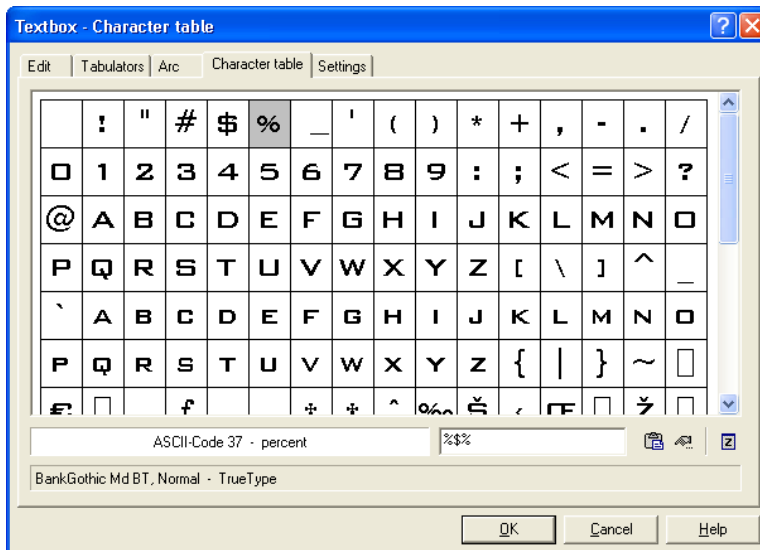 Textbox - Character table
Edit Tabulators Arc Character table Settings
! " # $ % _ ' ( ) * + , - . /
0 1 2 3 4 5 6 7 8 9 : ; < = > ?
@ A B C D E F G H I J K L M N O
P Q R S T U V W X Y Z [ \ ] ^ _
` A B C D E F G H I J K L M N O
P Q R S T U V W X Y Z { | } ~
€ ƒ ‡ ‡ ˆ ‰ Š ‹ Œ Ž
ASCII-Code 37 - percent
%$%
BankGothic Md BT, Normal - TrueType
OK Cancel Help